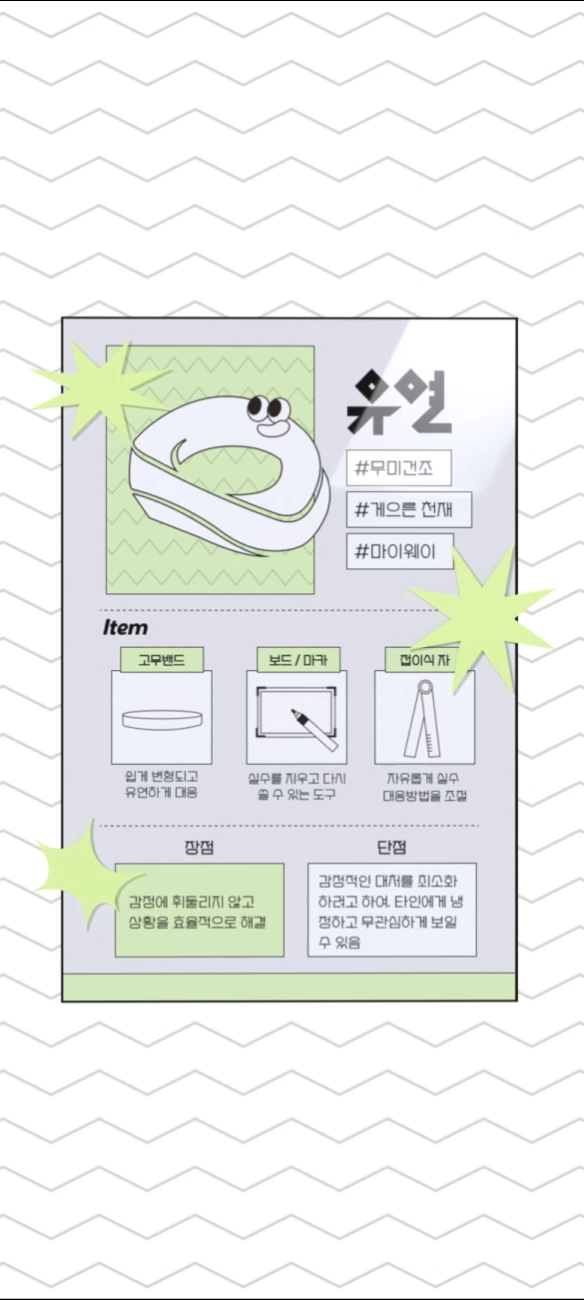 유연
#무미건조
#게으른 천재
#마이웨이
Item
고무밴드
보드 / 마카
접이식 자
쉽게 변형되고
유연하게 대응
실수를 지우고 다시
쓸 수 있는 도구
자유롭게 실수
대응방법을 조절
장점
단점
감정에 휘둘리지 않고
상황을 효율적으로 해결
감정적인 대처를 최소화
하려고 하여, 타인에게 냉
정하고 무관심하게 보일
수 있음